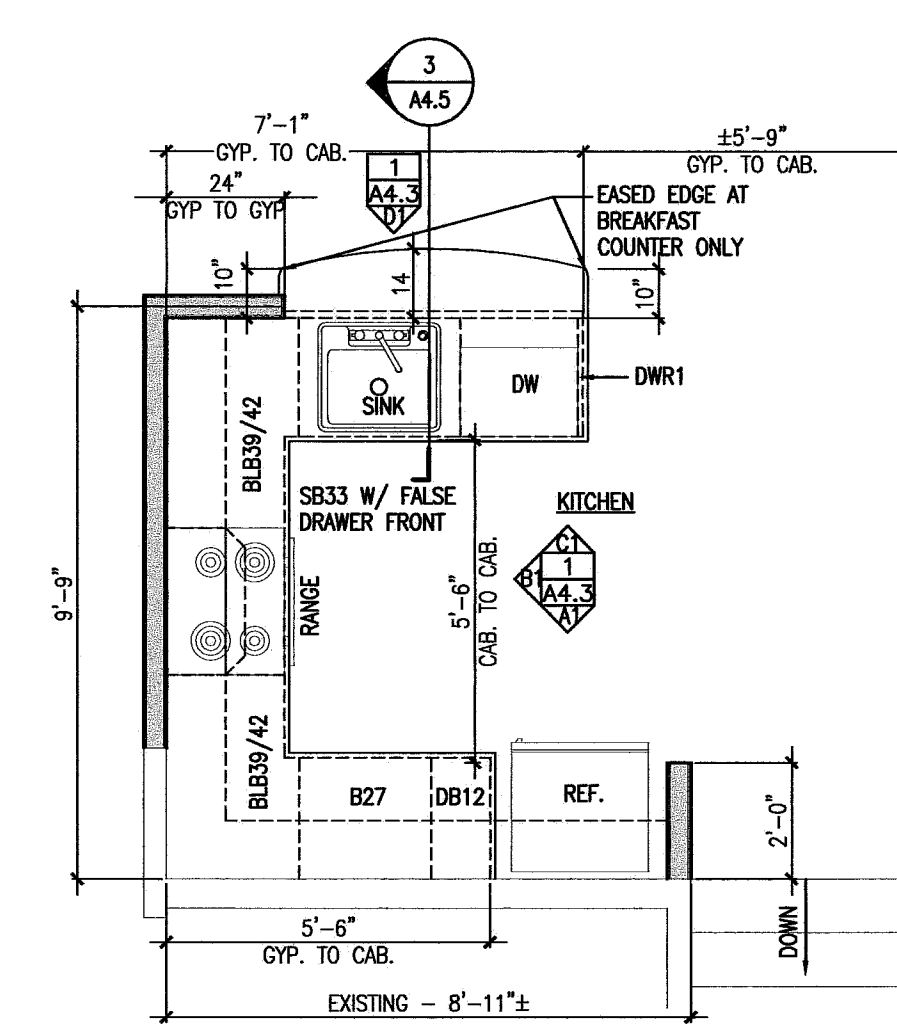 3
A4.5
7'-1"
GYP. TO CAB.
±5'-9"
GYP. TO CAB.
1
A4.3
D1
24"
GYP TO GYP
EASED EDGE AT
BREAKFAST
COUNTER ONLY
10"
14
10"
DW
DWR1
SINK
BLB39/42
SB33 W/ FALSE
DRAWER FRONT
KITCHEN
C1
B1
1
A4.3
A1
9'-9"
RANGE
5'-6"
CAB. TO CAB.
BLB39/42
B27
DB12
REF.
2'-0"
DOWN
5'-6"
GYP. TO CAB.
EXISTING - 8'-11"±